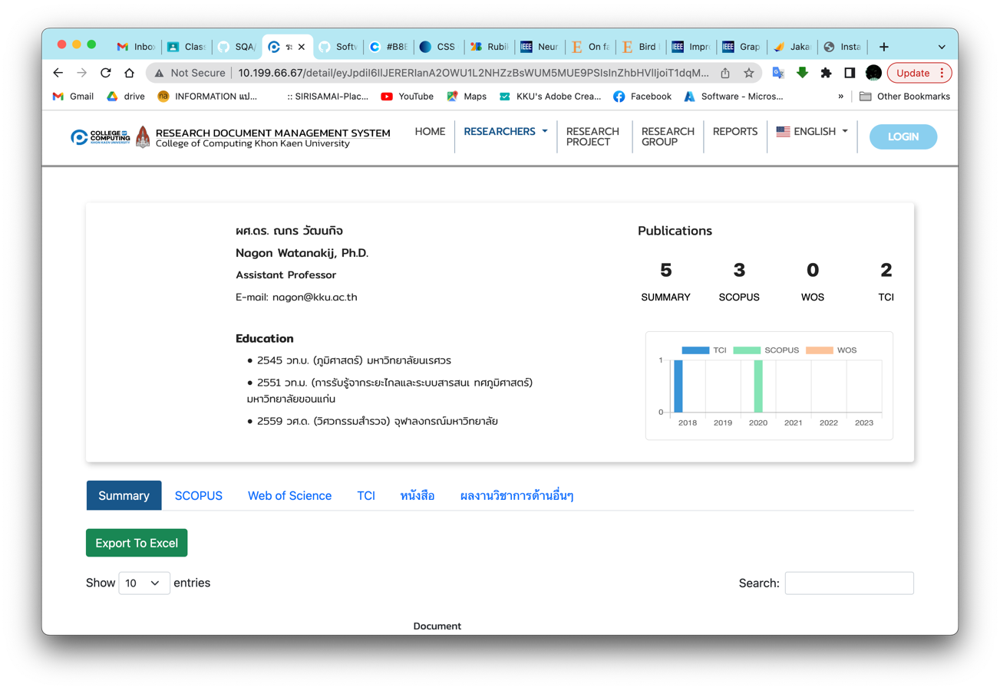 Inbo
Clas
SQA/
ระ
Softv
#B8E
CSS
Rubil
Neur
On fa
Bird
Impr
Grap
Jaka
Insta
Not Secure
10.199.66.67/detail/eyJpdiI6IlJERERIanA2OWU1L2NHZzBsWUM5MUE9PSIsInZhbHVlIjoiT1dqM...
Update
Gmail
drive
INFORMATION แป...
:: SIRISAMAI-Plac...
YouTube
Maps
KKU's Adobe Crea...
Facebook
Software - Micros...
»
Other Bookmarks
COLLEGE OF COMPUTING
KHON KAEN UNIVERSITY
RESEARCH DOCUMENT MANAGEMENT SYSTEM
College of Computing Khon Kaen University
HOME
RESEARCHERS
RESEARCH PROJECT
RESEARCH GROUP
REPORTS
ENGLISH
LOGIN
ผศ.ดร. ณกร วัฒนกิจ
Nagon Watanakij, Ph.D.
Assistant Professor
E-mail: nagon@kku.ac.th
Education
• 2545 วท.บ. (ภูมิศาสตร์) มหาวิทยาลัยนเรศวร
• 2551 วท.ม. (การรับรู้จากระยะไกลและระบบสารสนเ ทศภูมิศาสตร์)
มหาวิทยาลัยขอนแก่น
• 2559 วศ.ด. (วิศวกรรมสำรวจ) จุฬาลงกรณ์มหาวิทยาลัย
Publications
5 3 0 2
SUMMARY SCOPUS WOS TCI
TCI SCOPUS WOS
1
0
2018 2019 2020 2021 2022 2023
Summary SCOPUS Web of Science TCI หนังสือ ผลงานวิชาการด้านอื่นๆ
Export To Excel
Show 10 entries
Search:
Document